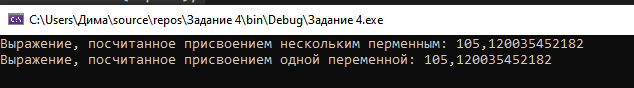 C:\Users\Дима\source\repos\Задание 4\bin\Debug\Задание 4.exe
Выражение, посчитанное присвоением нескольким перменным: 105,120035452182
Выражение, посчитанное присвоением одной переменной: 105,120035452182